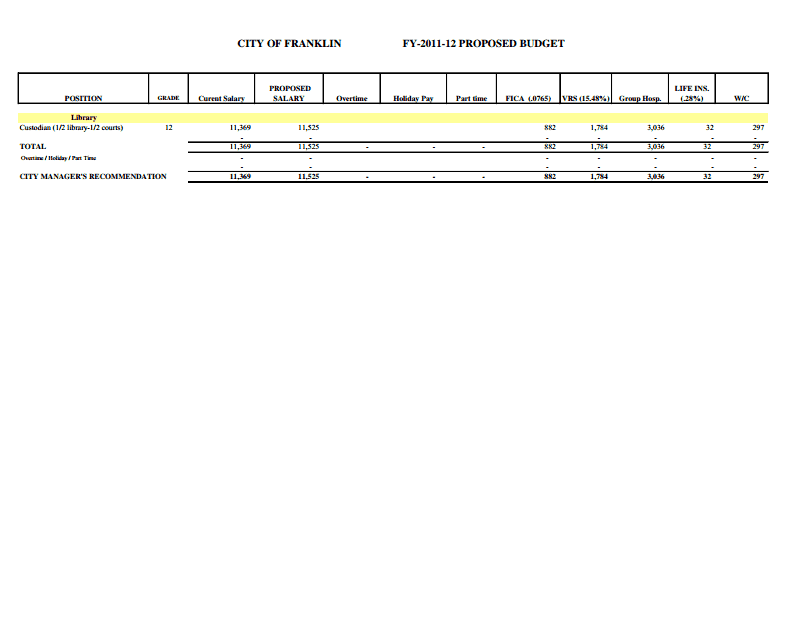 CITY OF FRANKLIN FY-2011-12 PROPOSED BUDGET
POSITION GRADE Curent Salary PROPOSED SALARY Overtime Holiday Pay Part time FICA (.0765) VRS (15.48%) Group Hosp. LIFE INS. (.28%) W/C
Library
Custodian (1/2 library-1/2 courts) 12 11,369 11,525 882 1,784 3,036 32 297
- - - - - - -
TOTAL 11,369 11,525 - - - 882 1,784 3,036 32 297
Overtime / Holiday / Part Time - - - - - - -
- - - - - - -
CITY MANAGER'S RECOMMENDATION 11,369 11,525 - - - 882 1,784 3,036 32 297